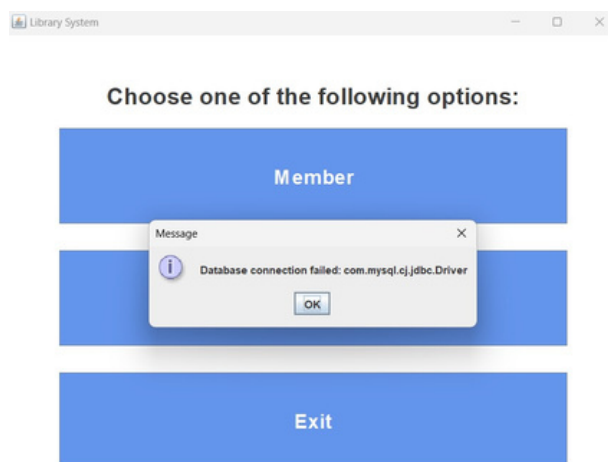 Library System
Choose one of the following options:
Member
Message
Database connection failed: com.mysql.cj.jdbc.Driver
OK
Exit